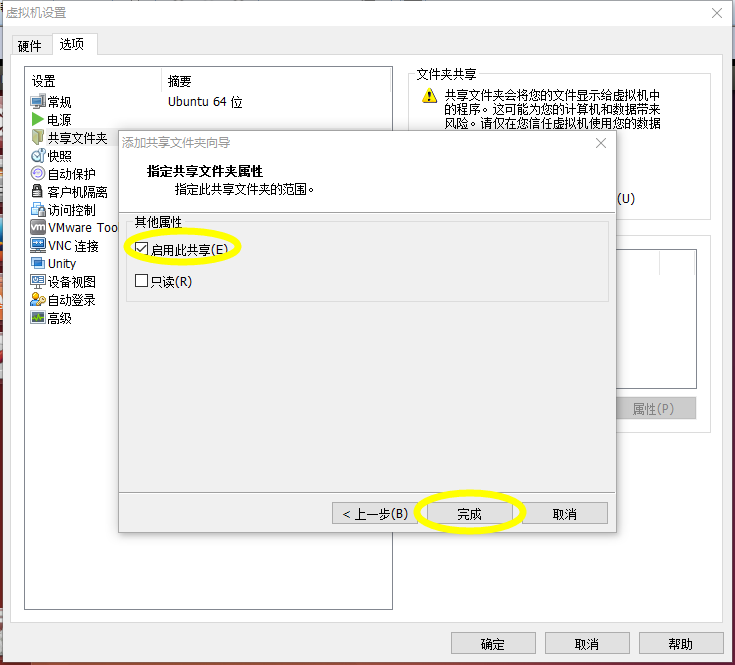 虚拟机设置
硬件 选项
设置 摘要
常规 Ubuntu 64 位
电源
共享文件夹
快照
自动保护
客户机隔离
访问控制
VMware Too
VNC 连接
Unity
设备视图
自动登录
高级
文件夹共享
共享文件夹会将您的文件显示给虚拟机中
的程序。这可能为您的计算机和数据带来
风险。请仅在您信任虚拟机使用您的数据
(U)
属性(P)
添加共享文件夹向导
指定共享文件夹属性
指定此共享文件夹的范围。
其他属性
启用此共享(E)
只读(R)
< 上一步(B) 完成 取消
确定 取消 帮助